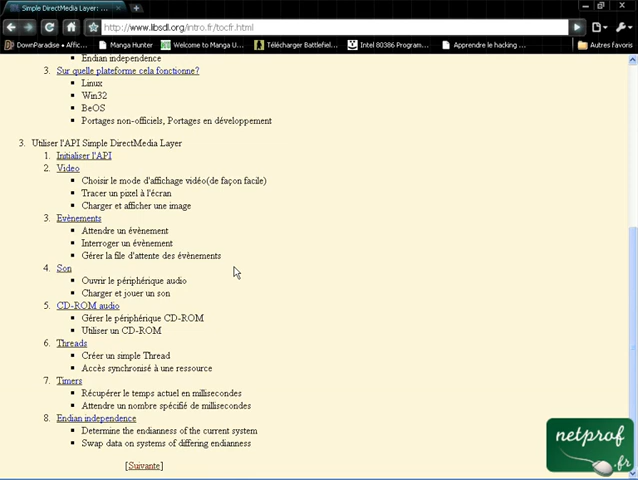 Simple DirectMedia Layer:
http://www.libsdl.org/intro.fr/tocfr.html
DownParadise • Affic...
Manga Hunter
Welcome to Manga U...
Télécharger Battlefiel...
Intel 80386 Program...
Apprendre le hacking ...
Autres favoris
Endian independence
3. Sur quelle plateforme cela fonctionne?
Linux
Win32
BeOS
Portages non-officiels, Portages en développement
3. Utiliser l'API Simple DirectMedia Layer
1. Initialiser l'API
2. Video
Choisir le mode d'affichage vidéo(de façon facile)
Tracer un pixel à l'écran
Charger et afficher une image
3. Evènements
Attendre un évènement
Interroger un évènement
Gérer la file d'attente des évènements
4. Son
Ouvrir le périphérique audio
Charger et jouer un son
5. CD-ROM audio
Gérer le périphérique CD-ROM
Utiliser un CD-ROM
6. Threads
Créer un simple Thread
Accès synchronisé à une ressource
7. Timers
Récupérer le temps actuel en millisecondes
Attendre un nombre spécifié de millisecondes
8. Endian independence
Determine the endianness of the current system
Swap data on systems of differing endianness
[Suivante]
netprof
.fr